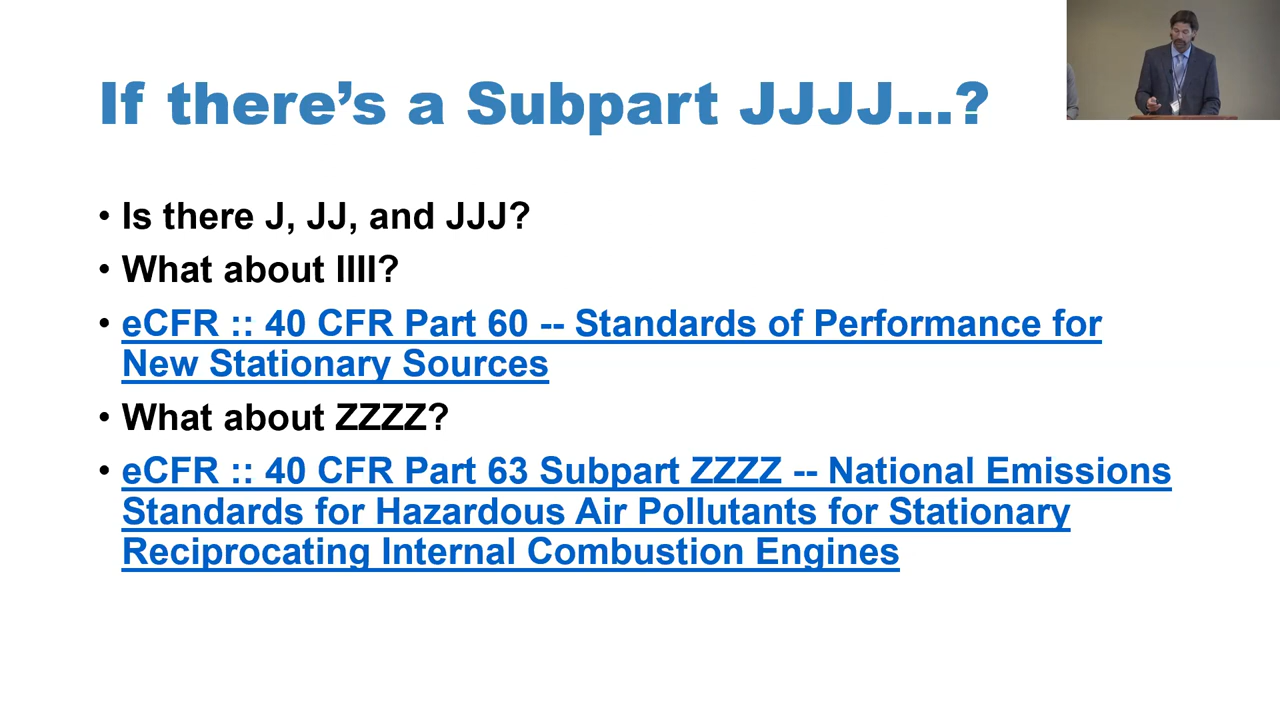 If there’s a Subpart JJJJ…?
• Is there J, JJ, and JJJ?
• What about IIII?
• eCFR :: 40 CFR Part 60 -- Standards of Performance for
New Stationary Sources
• What about ZZZZ?
• eCFR :: 40 CFR Part 63 Subpart ZZZZ -- National Emissions
Standards for Hazardous Air Pollutants for Stationary
Reciprocating Internal Combustion Engines